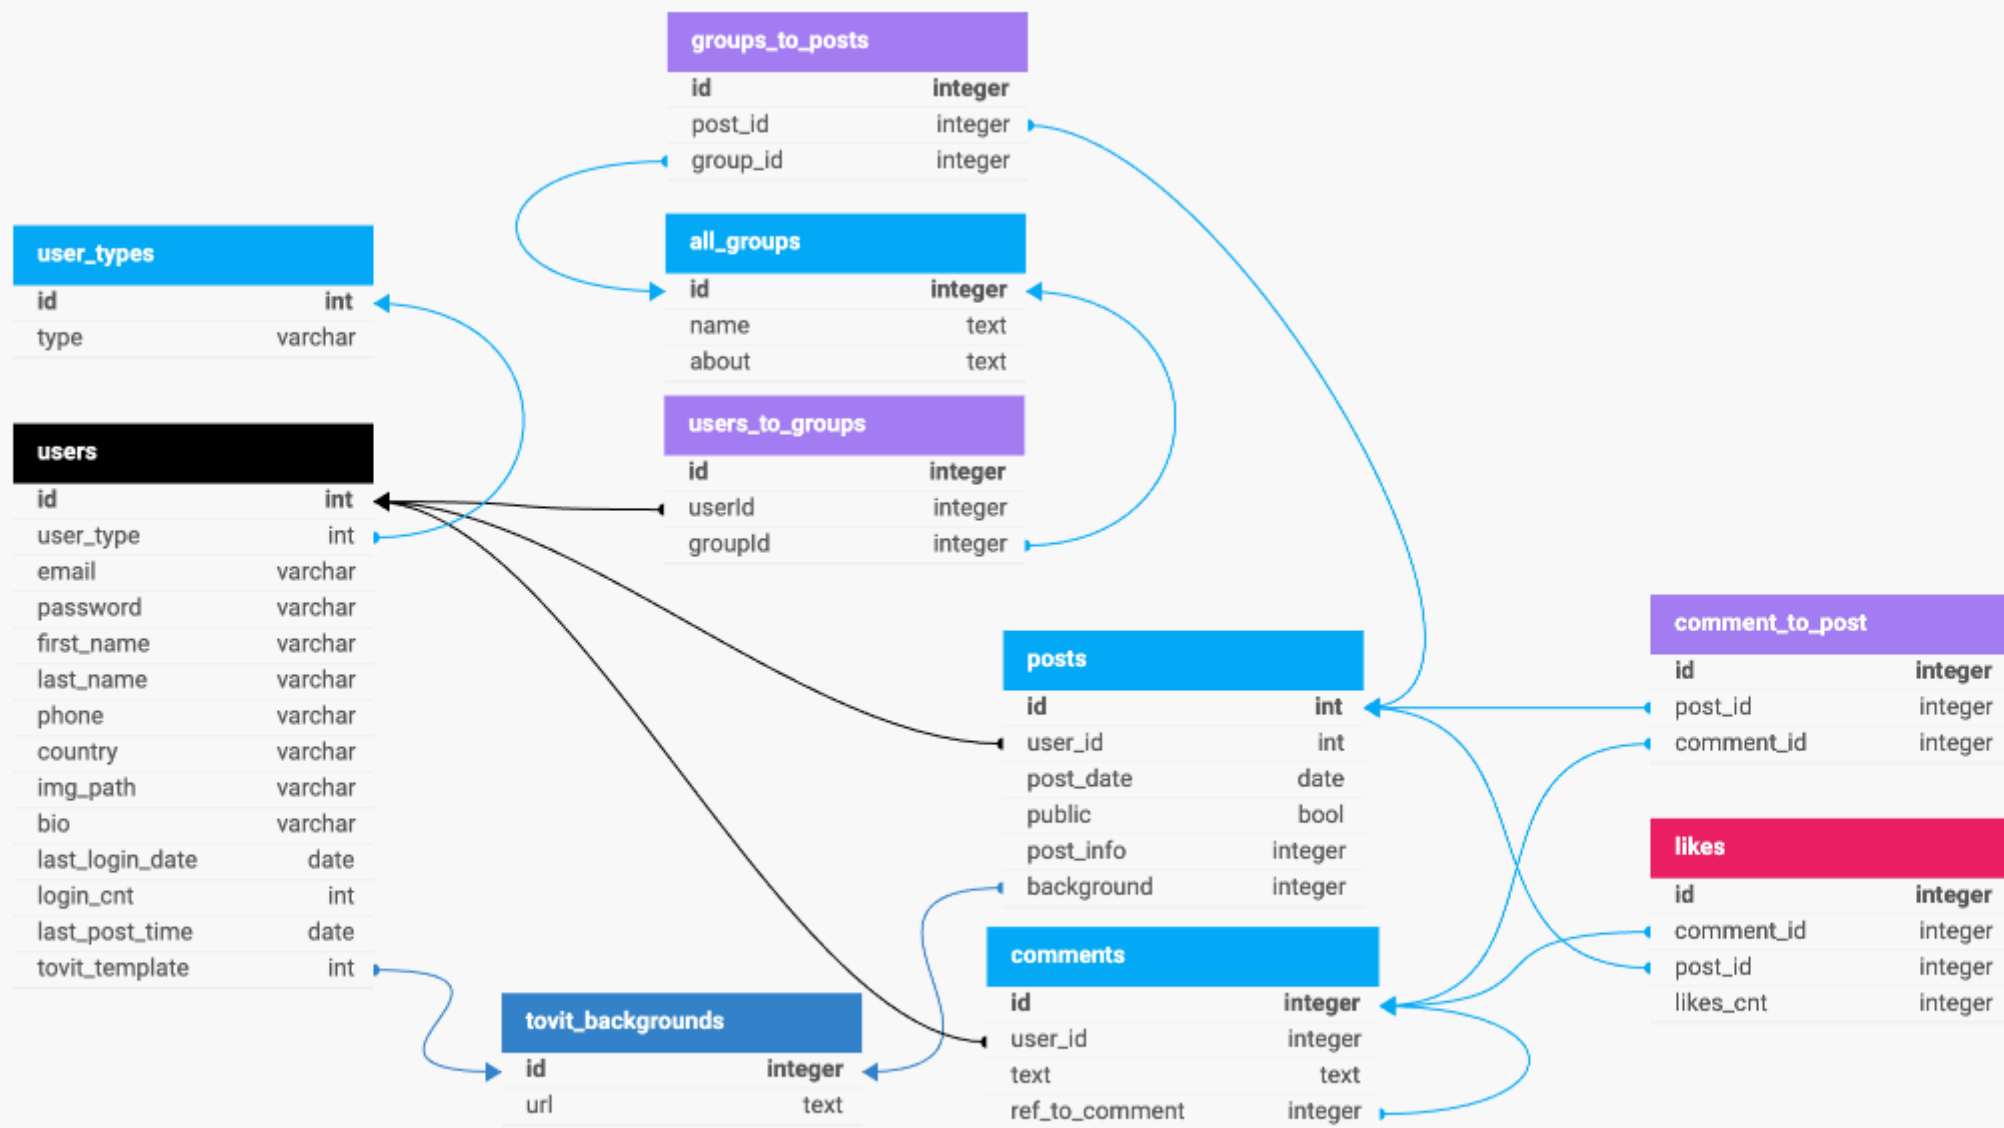 groups_to_posts
id integer
post_id integer
group_id integer
user_types
id int
type varchar
all_groups
id integer
name text
about text
users
id int
user_type int
email varchar
password varchar
first_name varchar
last_name varchar
phone varchar
country varchar
img_path varchar
bio varchar
last_login_date date
login_cnt int
last_post_time date
tovit_template int
users_to_groups
id integer
userId integer
groupId integer
posts
id int
user_id int
post_date date
public bool
post_info integer
background integer
comment_to_post
id integer
post_id integer
comment_id integer
likes
id integer
comment_id integer
post_id integer
likes_cnt integer
comments
id integer
user_id integer
text text
ref_to_comment integer
tovit_backgrounds
id integer
url text